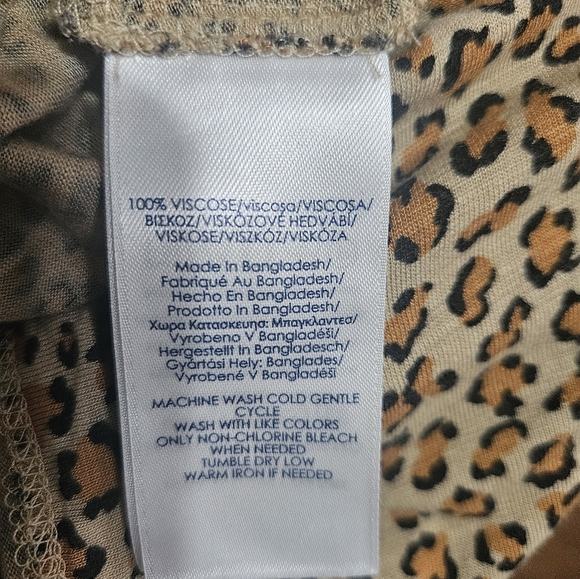 100% VISCOSE/viscosa/VISCOSA/
ΒΙΣΚΟΖ/VISKÓZOVÉ HEDVÁBÍ/
VISKOSE/VISZKÓZ/VISKÓZA
Made In Bangladesh/
Fabriqué Au Bangladesh/
Hecho En Bangladesh/
Prodotto In Bangladesh/
Χωρα Κατασκευησ: Μπαγκλαντεσ/
Vyrobeno V Bangladéši/
Hergestellt In Bangladesch/
Gyártási Hely: Banglades/
Vyrobené V Bangladéši
MACHINE WASH COLD GENTLE
CYCLE
WASH WITH LIKE COLORS
ONLY NON-CHLORINE BLEACH
WHEN NEEDED
TUMBLE DRY LOW
WARM IRON IF NEEDED